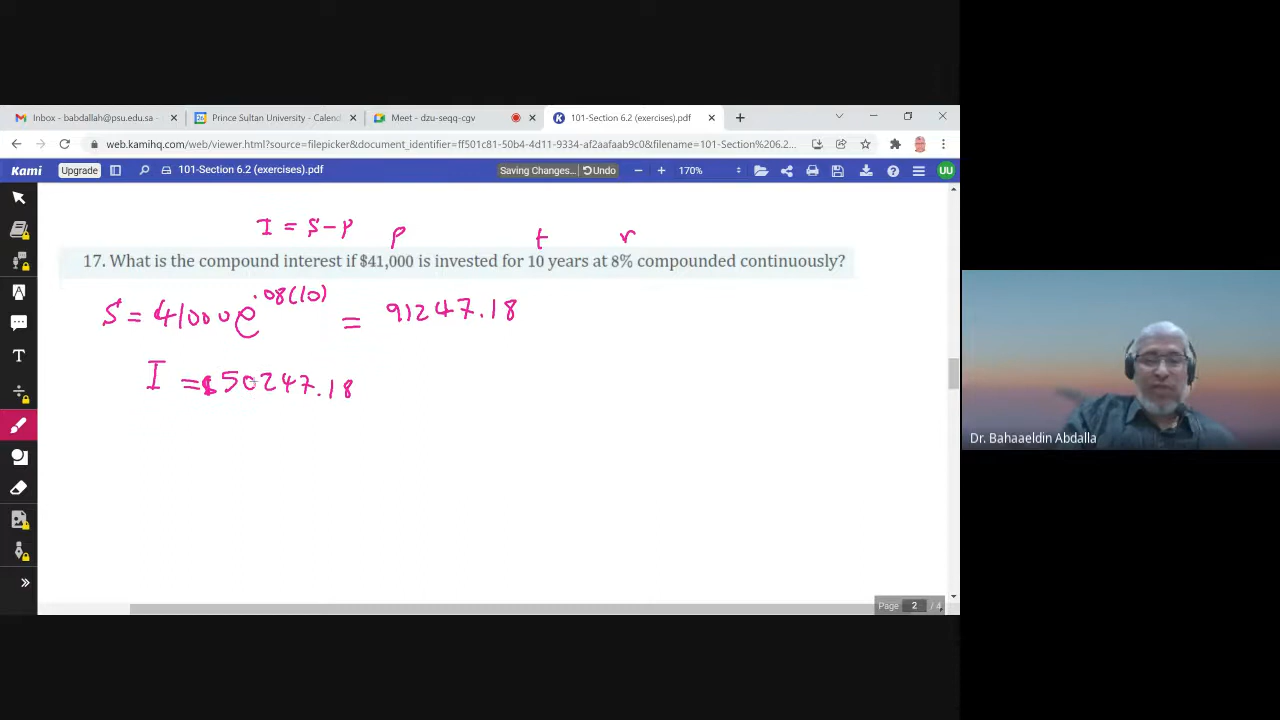 Inbox - babdallah@psu.edu.sa -
Prince Sultan University - Calend
Meet - dzu-seqq-cgv
101-Section 6.2 (exercises).pdf
web.kamihq.com/web/viewer.html?source=filepicker&document_identifier=ff501c81-50b4-4d11-9334-af2aafaab9c0&filename=101-Section%206.2...
Kami Upgrade 101-Section 6.2 (exercises).pdf Saving Changes... Undo 170% UU
I = S - P
P t r
17. What is the compound interest if $41,000 is invested for 10 years at 8% compounded continuously?
S = 41000e^.08(10) = 91247.18
I = $50247.18
Dr. Bahaaeldin Abdalla
Page 2 / 4